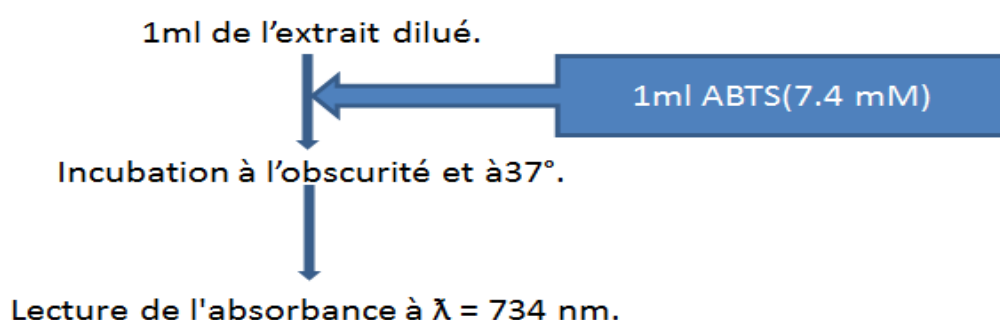 1ml de l’extrait dilué.
1ml ABTS(7.4 mM)
Incubation à l’obscurité et à37°.
Lecture de l'absorbance à ƛ = 734 nm.